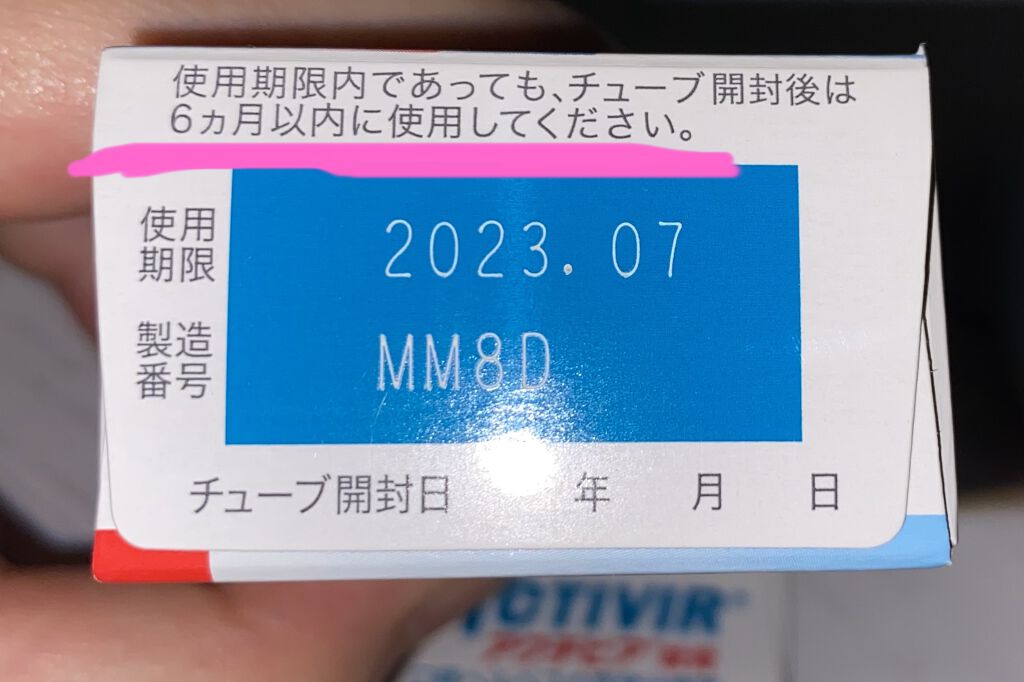 使用期限内であっても、チューブ開封後は
6ヵ月以内に使用してください。
使用
期限
2023.07
製造
番号
MM8D
チューブ開封日 年 月 日
CTIVIR